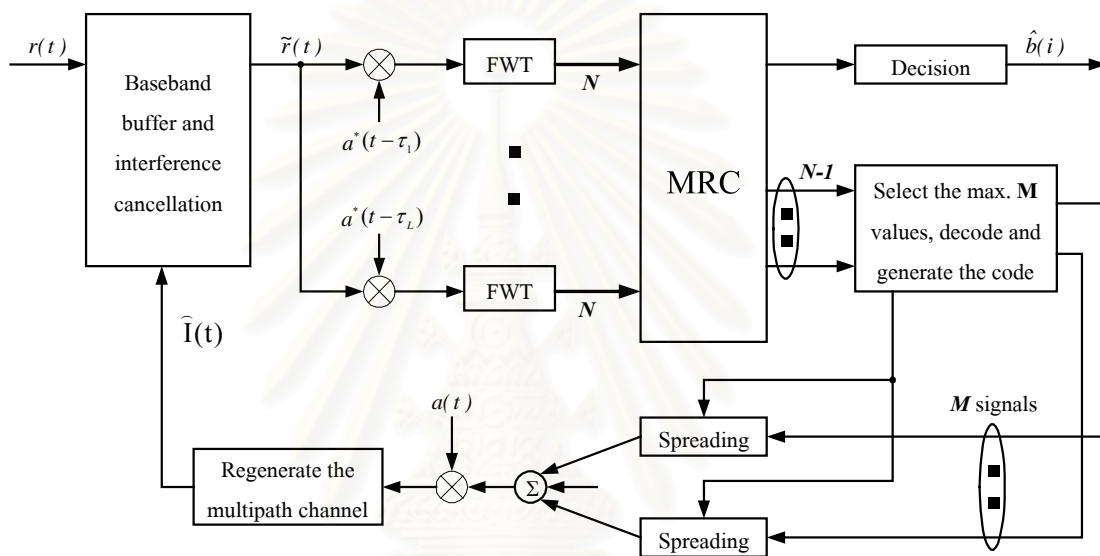 r(t)
Baseband
buffer and
interference
cancellation
r̃(t)
a*(t−τ₁)
FWT
N
a*(t−τ_L)
FWT
N
MRC
Decision
b̂(i)
N-1
Select the max. M
values, decode and
generate the code
Î(t)
a(t)
Regenerate the
multipath channel
Σ
Spreading
Spreading
M signals